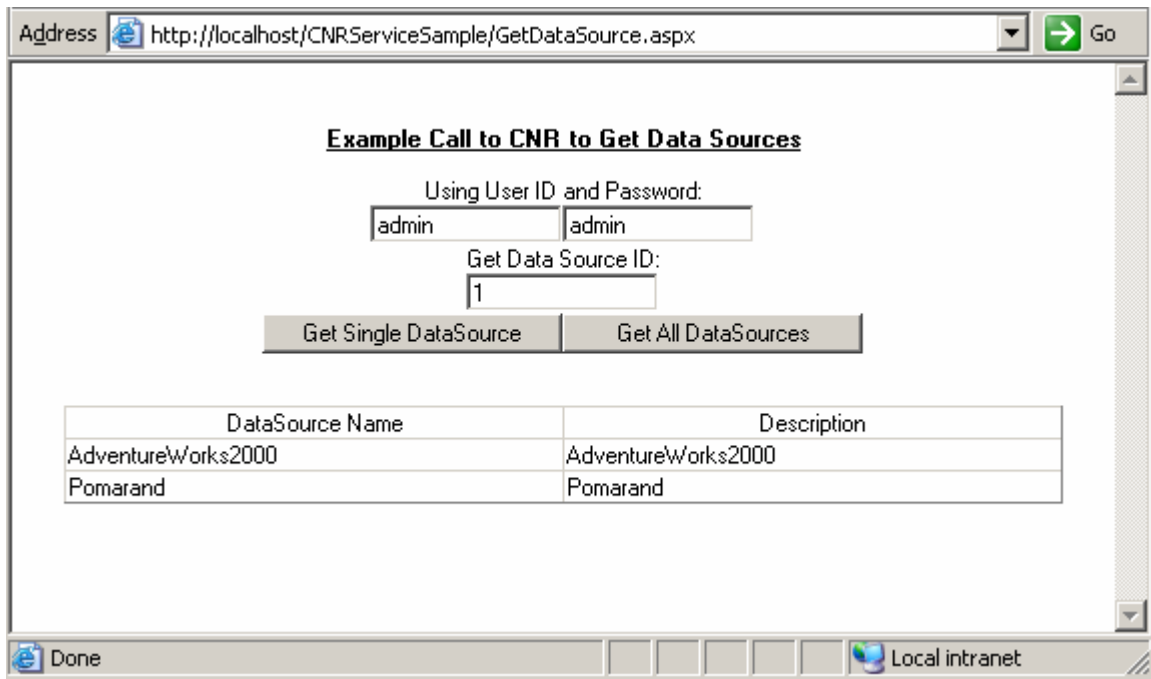 Address http://localhost/CNRServiceSample/GetDataSource.aspx Go
Example Call to CNR to Get Data Sources
Using User ID and Password:
admin admin
Get Data Source ID:
1
Get Single DataSource Get All DataSources
DataSource Name Description
AdventureWorks2000 AdventureWorks2000
Pomarand Pomarand
Done Local intranet